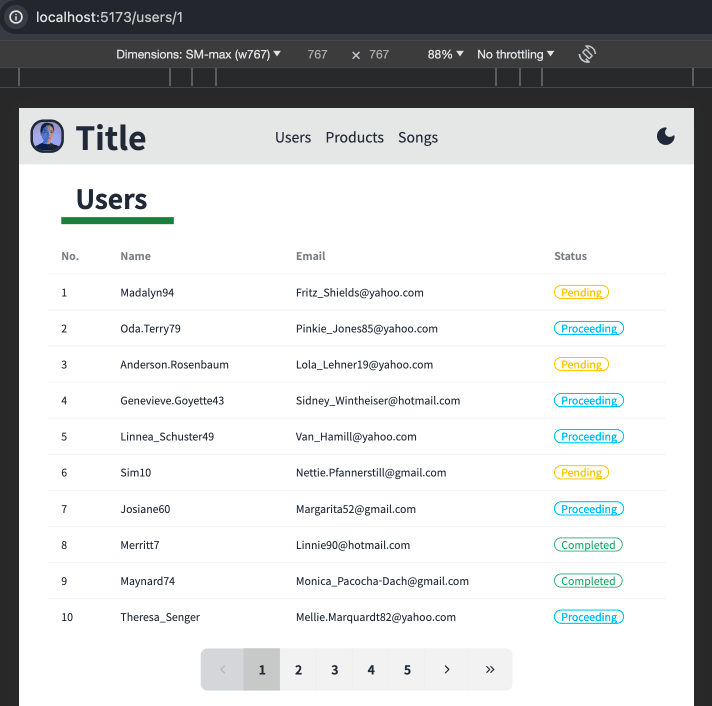 localhost:5173/users/1
Dimensions: SM-max (w767) ▼ 767 × 767 88% ▼ No throttling ▼
Title Users Products Songs
Users
No. Name Email Status
1 Madalyn94 Fritz_Shields@yahoo.com Pending
2 Oda.Terry79 Pinkie_Jones85@yahoo.com Proceeding
3 Anderson.Rosenbaum Lola_Lehner19@yahoo.com Pending
4 Genevieve.Goyette43 Sidney_Wintheiser@hotmail.com Proceeding
5 Linnea_Schuster49 Van_Hamill@yahoo.com Proceeding
6 Sim10 Nettie.Pfannerstill@gmail.com Pending
7 Josiane60 Margarita52@gmail.com Proceeding
8 Merritt7 Linnie90@hotmail.com Completed
9 Maynard74 Monica_Pacocha-Dach@gmail.com Completed
10 Theresa_Senger Mellie.Marquardt82@yahoo.com Proceeding
‹ 1 2 3 4 5 › »